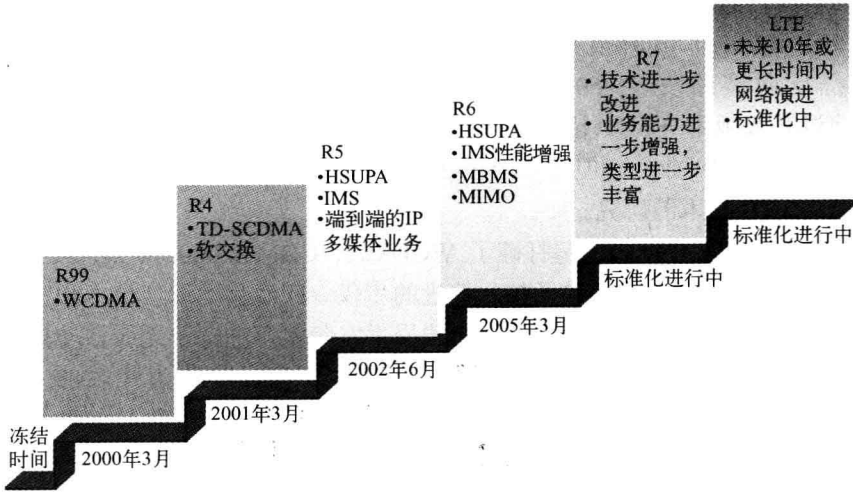 LTE
•未来10年或
更长时间内
网络演进
•标准化中
R7
•技术进一步
改进
•业务能力进
一步增强，
类型进一步
丰富
R6
•HSUPA
•IMS性能增强
•MBMS
•MIMO
R5
•HSUPA
•IMS
•端到端的IP
多媒体业务
R4
•TD-SCDMA
•软交换
R99
•WCDMA
冻结
时间
2000年3月
2001年3月
2002年6月
2005年3月
标准化进行中
标准化进行中